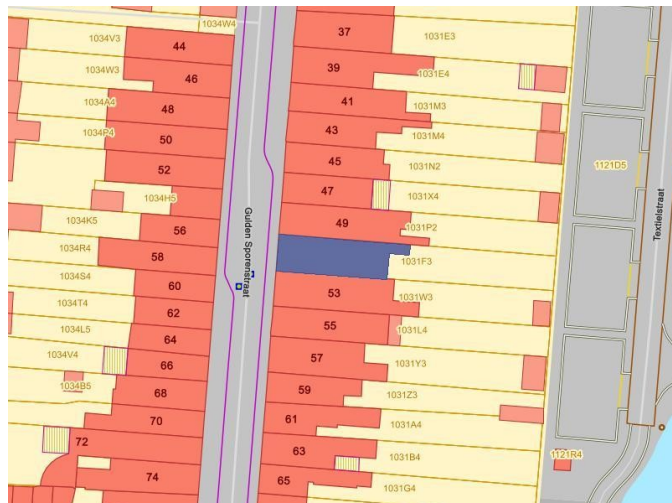 1034W4
1034V3
44
37
1031E3
1034W3
46
39
1031E4
1034A4
48
41
1031M3
1034P4
50
43
1031M4
52
45
1031N2
1121D5
1034H5
47
1031X4
1034K5
56
49
1031P2
Gulden Sporenstraat
Textielstraat
1034R4
58
1031F3
1034S4
60
53
1031W3
1034T4
62
55
1031L4
1034L5
64
1034V4
66
57
1031Y3
1034B5
68
59
1031Z3
70
61
1031A4
72
63
1031B4
1121R4
74
65
1031G4